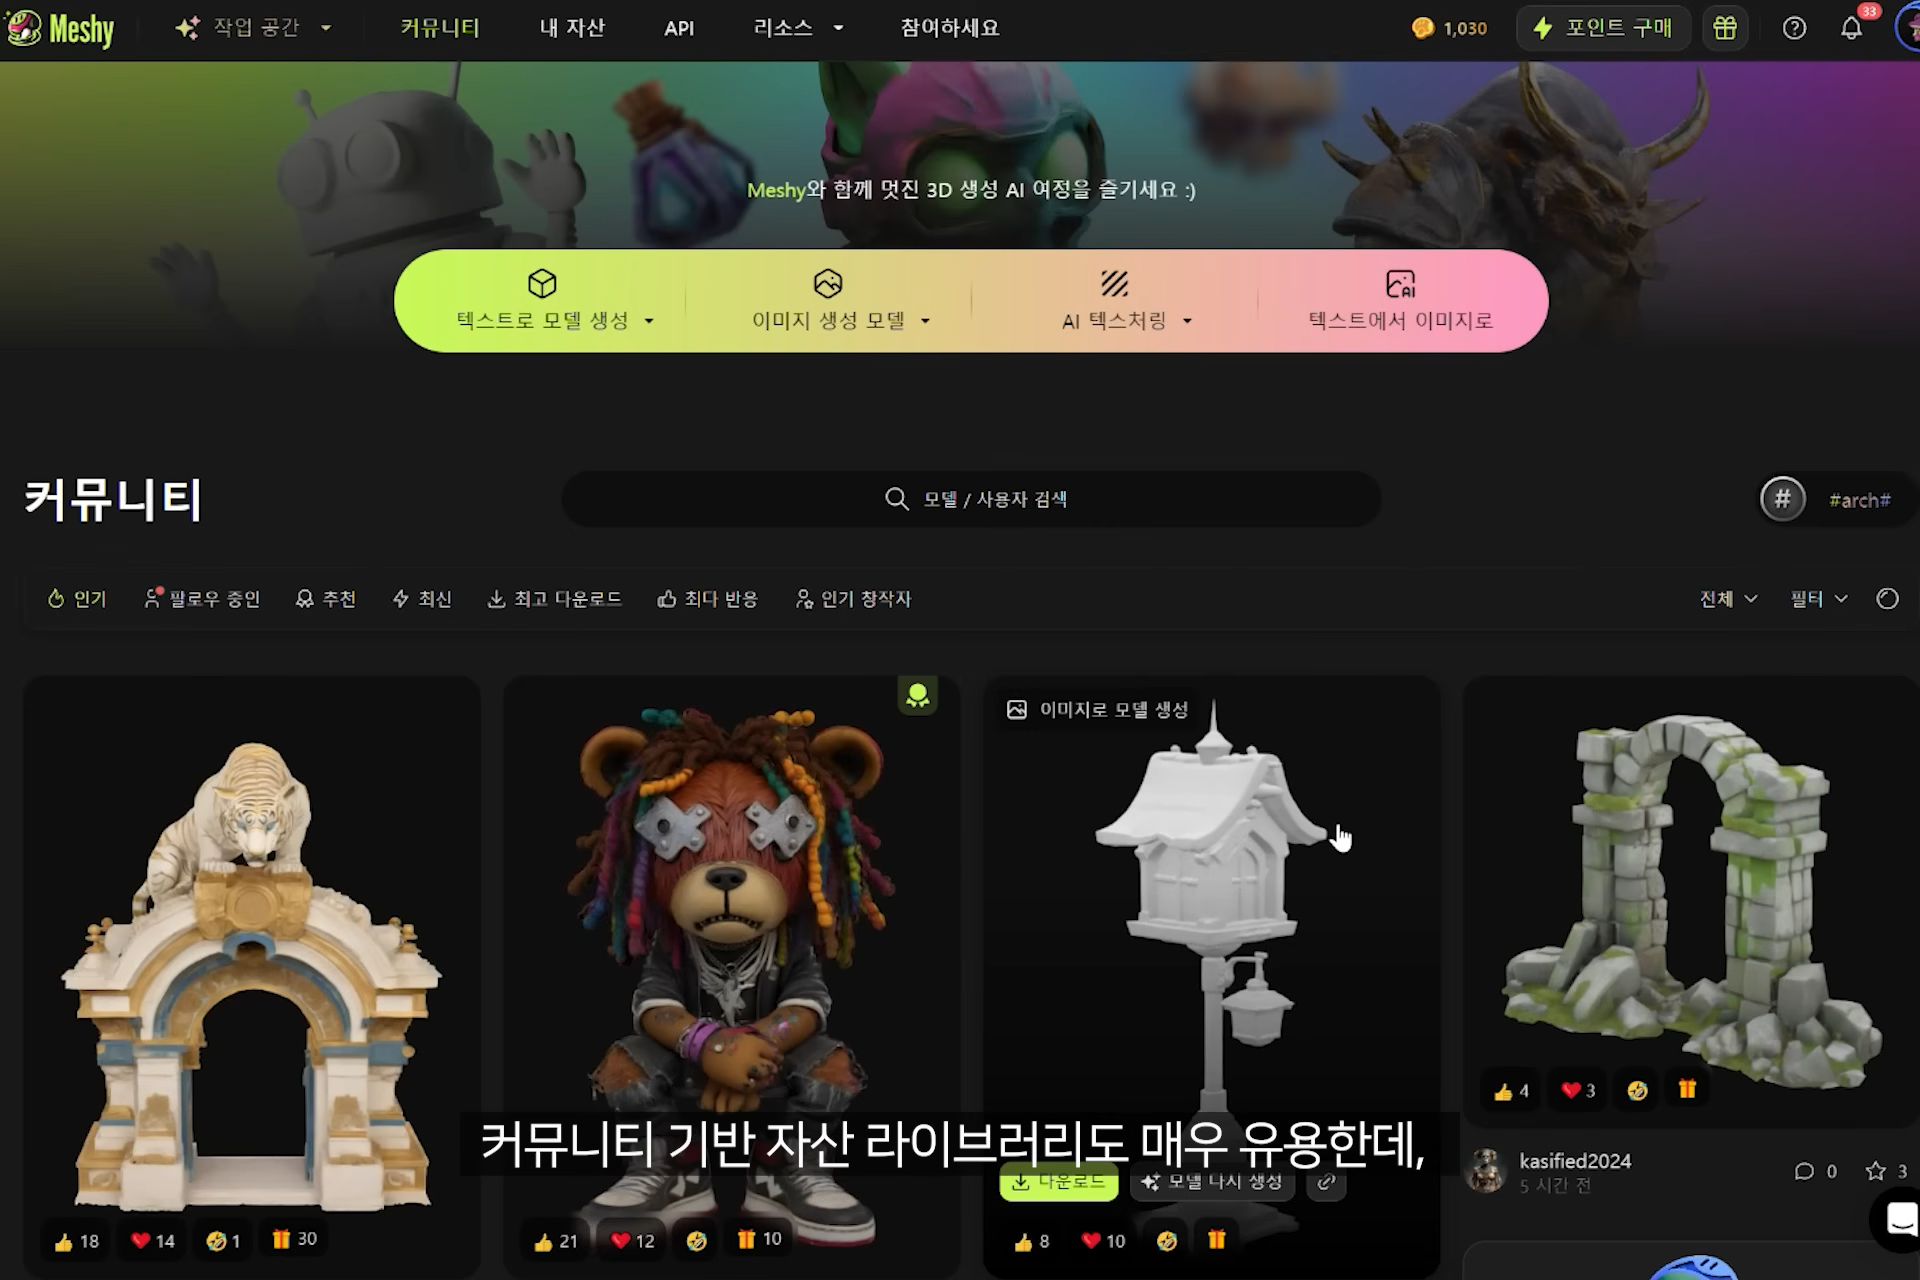 Meshy
작업 공간
커뮤니티
내 자산
API
리소스
참여하세요
1,030
포인트 구매
33
Meshy와 함께 멋진 3D 생성 AI 여정을 즐기세요 :)
텍스트로 모델 생성
이미지 생성 모델
AI 텍스처링
텍스트에서 이미지로
AI
커뮤니티
모델 / 사용자 검색
#
#arch#
인기
팔로우 중인
추천
최신
최고 다운로드
최다 반응
인기 창작자
전체
필터
이미지로 모델 생성
4
3
커뮤니티 기반 자산 라이브러리도 매우 유용한데,
kasified2024
5 시간 전
0
3
다운로드
모델 다시 생성
18
14
1
30
21
12
10
8
10